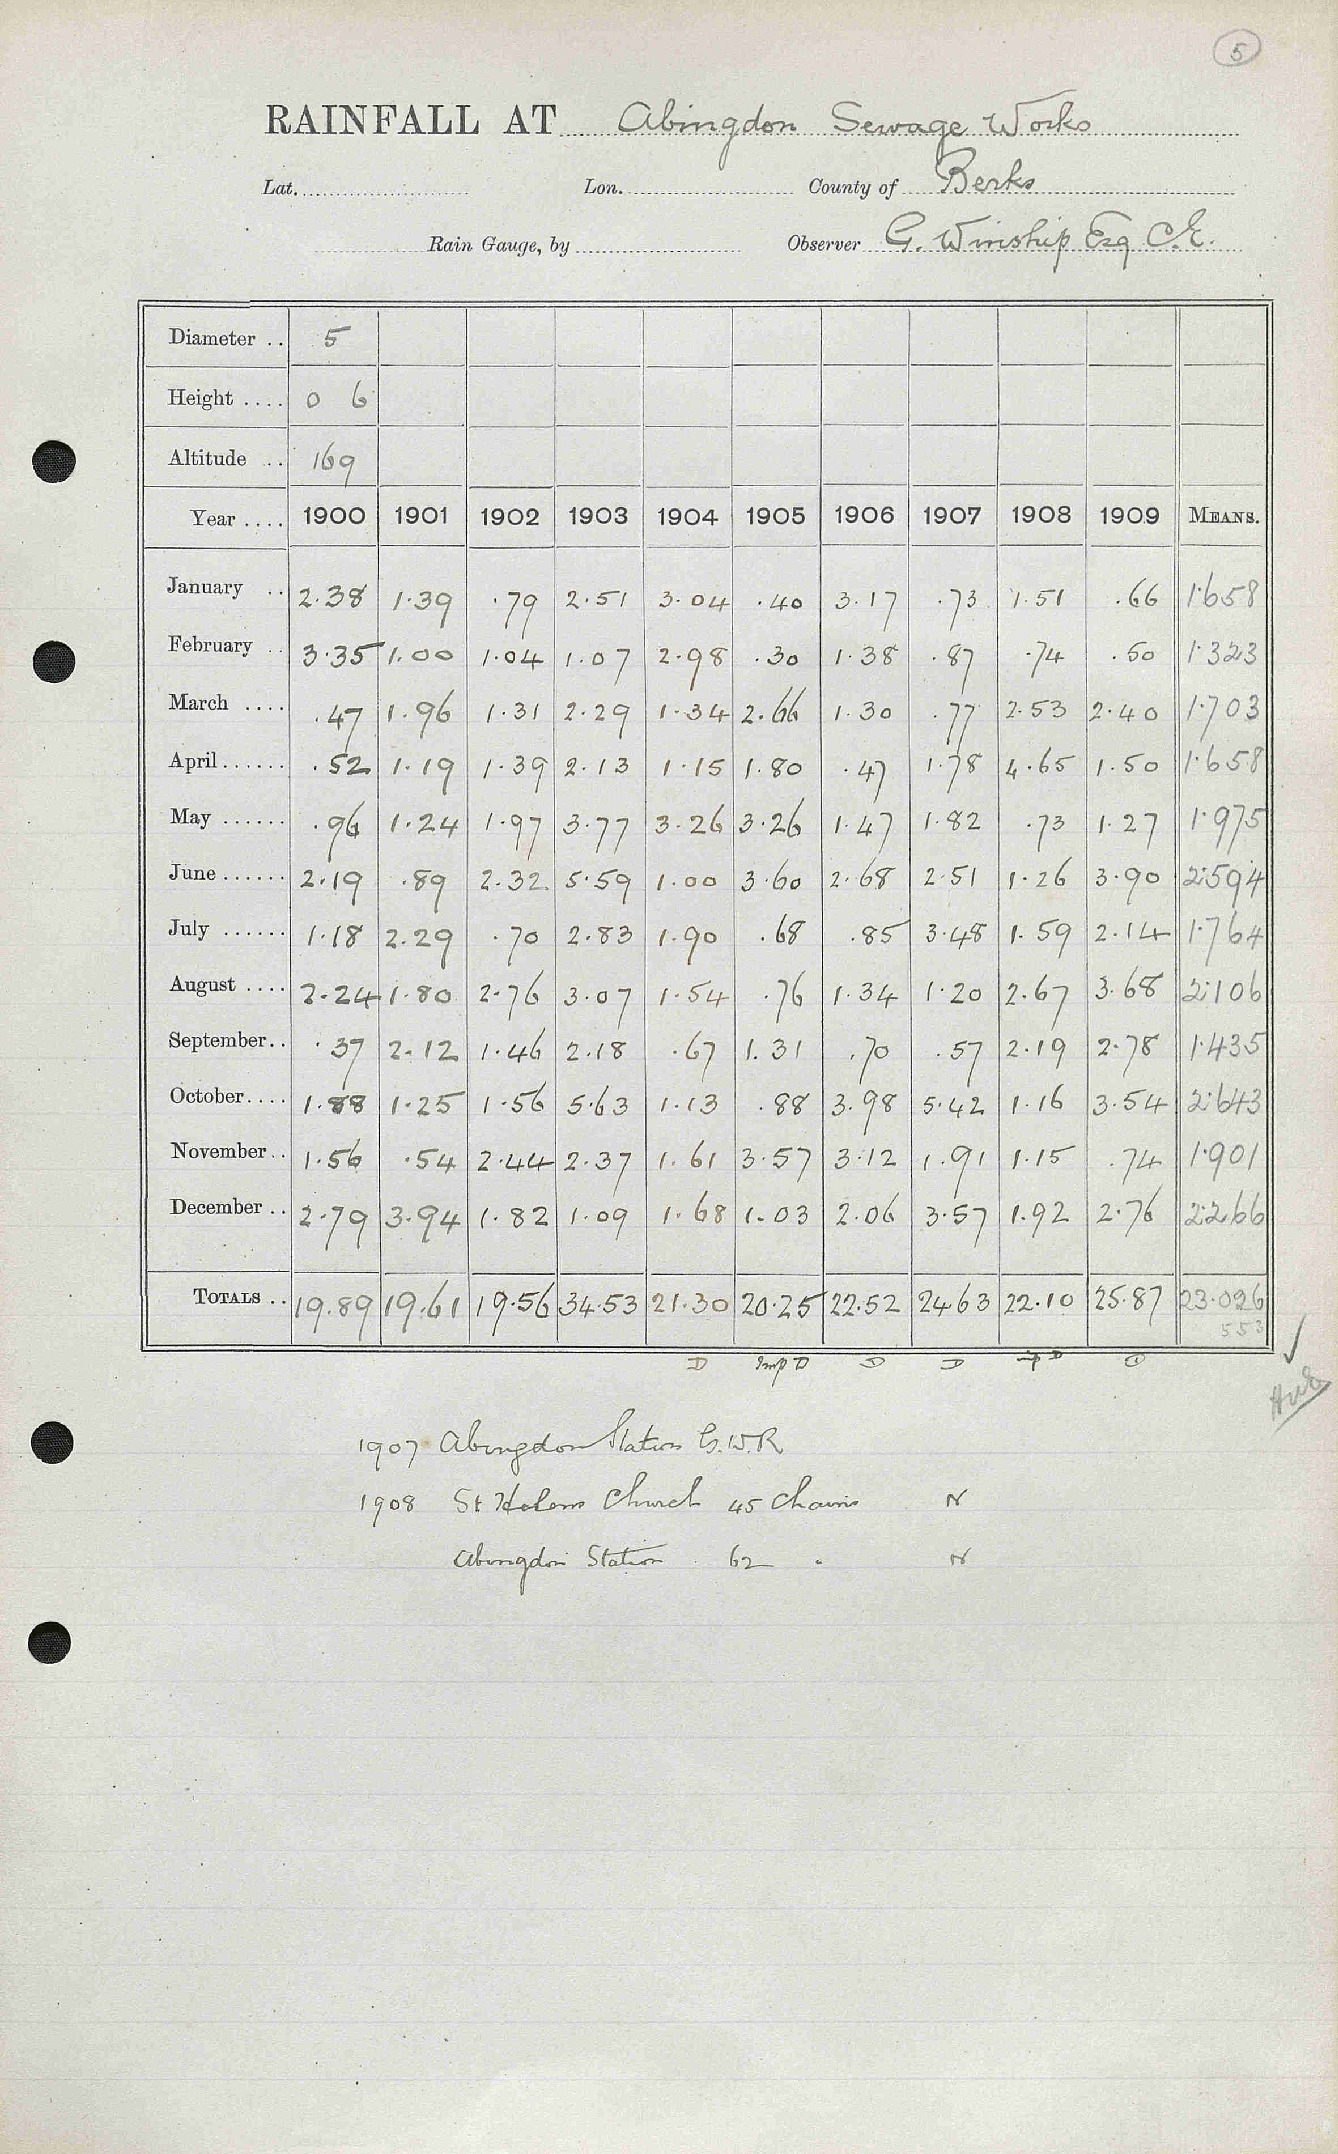 5
RAINFALL AT Abingdon Sewage Works
Lat. Lon. County of Berks
Rain Gauge, by Observer G. Winship Esq C.E.
Diameter .. 5
Height .... 0 6
Altitude .. 169
Year .... 1900 1901 1902 1903 1904 1905 1906 1907 1908 1909 MEANS.
January .. 2.38 1.39 .79 2.51 3.04 .40 3.17 .73 1.51 .66 1.658
February .. 3.35 1.00 1.04 1.07 2.98 .30 1.38 .87 .74 .50 1.323
March .... .47 1.96 1.31 2.29 1.34 2.66 1.30 .77 2.53 2.40 1.703
April ...... .52 1.19 1.39 2.13 1.15 1.80 .47 1.78 4.65 1.50 1.658
May ...... .96 1.24 1.97 3.77 3.26 3.26 1.47 1.82 .73 1.27 1.975
June ...... 2.19 .89 2.32 5.59 1.00 3.60 2.68 2.51 1.26 3.90 2.594
July ...... 1.18 2.29 .70 2.83 1.90 .68 .85 3.48 1.59 2.14 1.764
August .... 2.24 1.80 2.76 3.07 1.54 .76 1.34 1.20 2.67 3.68 2.106
September .. .37 2.12 1.46 2.18 .67 1.31 .70 .57 2.19 2.78 1.435
October .... 1.88 1.25 1.56 5.63 1.13 .88 3.98 5.42 1.16 3.54 2.643
November .. 1.56 .54 2.44 2.37 1.61 3.57 3.12 1.91 1.15 .74 1.901
December .. 2.79 3.94 1.82 1.09 1.68 1.03 2.06 3.57 1.92 2.76 2.266
TOTALS .. 19.89 19.61 19.56 34.53 21.30 20.25 22.52 24.63 22.10 25.87 23.026
553
D Imp D D D D
1907 Abingdon Station G.W.R
1908 St Helens Church 45 Chains N
Abingdon Station 62 " N